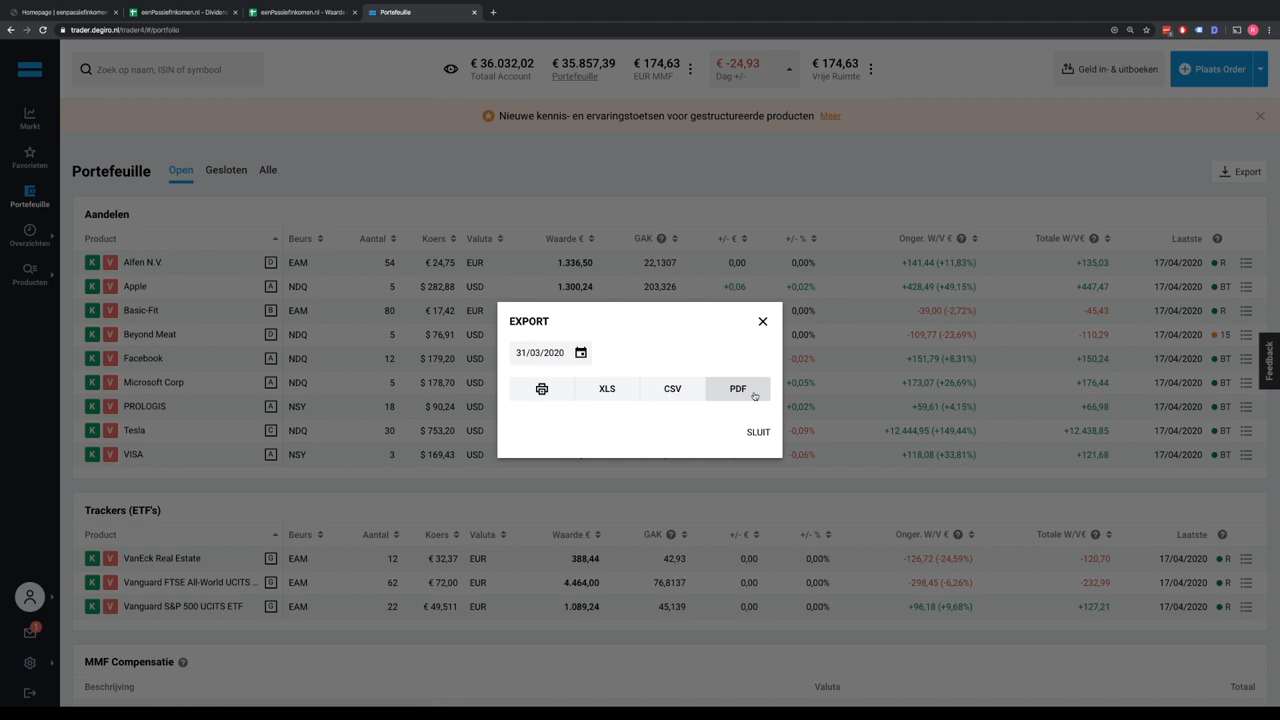 Homepage | eenpassiefinkomen
eenPassiefInkomen.nl - Dividen
eenPassiefInkomen.nl - Waarde
Portefeuille
trader.degiro.nl/trader4/#/portfolio
Zoek op naam, ISIN of symbool
€ 36.032,02
Totaal Account
€ 35.857,39
Portefeuille
€ 174,63
EUR MMF
€ -24,93
Dag +/-
€ 174,63
Vrije Ruimte
Geld in- & uitboeken
Plaats Order
Nieuwe kennis- en ervaringstoetsen voor gestructureerde producten Meer
Markt
Favorieten
Portefeuille
Overzichten
Producten
1
Portefeuille Open Gesloten Alle Export
Aandelen
Product Beurs Aantal Koers Valuta Waarde € GAK +/- € +/- % Onger. W/V € Totale W/V€ Laatste
K V Alfen N.V. D EAM 54 € 24,75 EUR 1.336,50 22,1307 0,00 0,00% +141,44 (+11,83%) +135,03 17/04/2020 R
K V Apple A NDQ 5 $ 282,88 USD 1.300,24 203,326 +0,06 +0,02% +428,49 (+49,15%) +447,47 17/04/2020 BT
K V Basic-Fit B EAM 80 € 17,42 EUR 0,00% -39,00 (-2,72%) -45,43 17/04/2020 R
K V Beyond Meat D NDQ 5 $ 76,91 USD -109,77 (-23,69%) -110,29 17/04/2020 15
K V Facebook A NDQ 12 $ 179,20 USD -0,02% +151,79 (+8,31%) +150,24 17/04/2020 BT
K V Microsoft Corp A NDQ 5 $ 178,70 USD +0,05% +173,07 (+26,69%) +176,44 17/04/2020 BT
K V PROLOGIS A NSY 18 $ 90,24 USD +0,02% +59,61 (+4,15%) +66,98 17/04/2020 BT
K V Tesla C NDQ 30 $ 753,20 USD -0,09% +12.444,95 (+149,44%) +12.438,85 17/04/2020 BT
K V VISA A NSY 3 $ 169,43 USD -0,06% +118,08 (+33,81%) +121,68 17/04/2020 BT
EXPORT
31/03/2020
XLS CSV PDF
SLUIT
Trackers (ETF's)
Product Beurs Aantal Koers Valuta Waarde € GAK +/- € +/- % Onger. W/V € Totale W/V€ Laatste
K V VanEck Real Estate G EAM 12 € 32,37 EUR 388,44 42,93 0,00 0,00% -126,72 (-24,59%) -120,70 17/04/2020 R
K V Vanguard FTSE All-World UCITS ... G EAM 62 € 72,00 EUR 4.464,00 76,8137 0,00 0,00% -298,45 (-6,26%) -232,99 17/04/2020 R
K V Vanguard S&P 500 UCITS ETF G EAM 22 € 49,511 EUR 1.089,24 45,139 0,00 0,00% +96,18 (+9,68%) +127,21 17/04/2020 R
MMF Compensatie
Beschrijving Valuta Totaal
Feedback